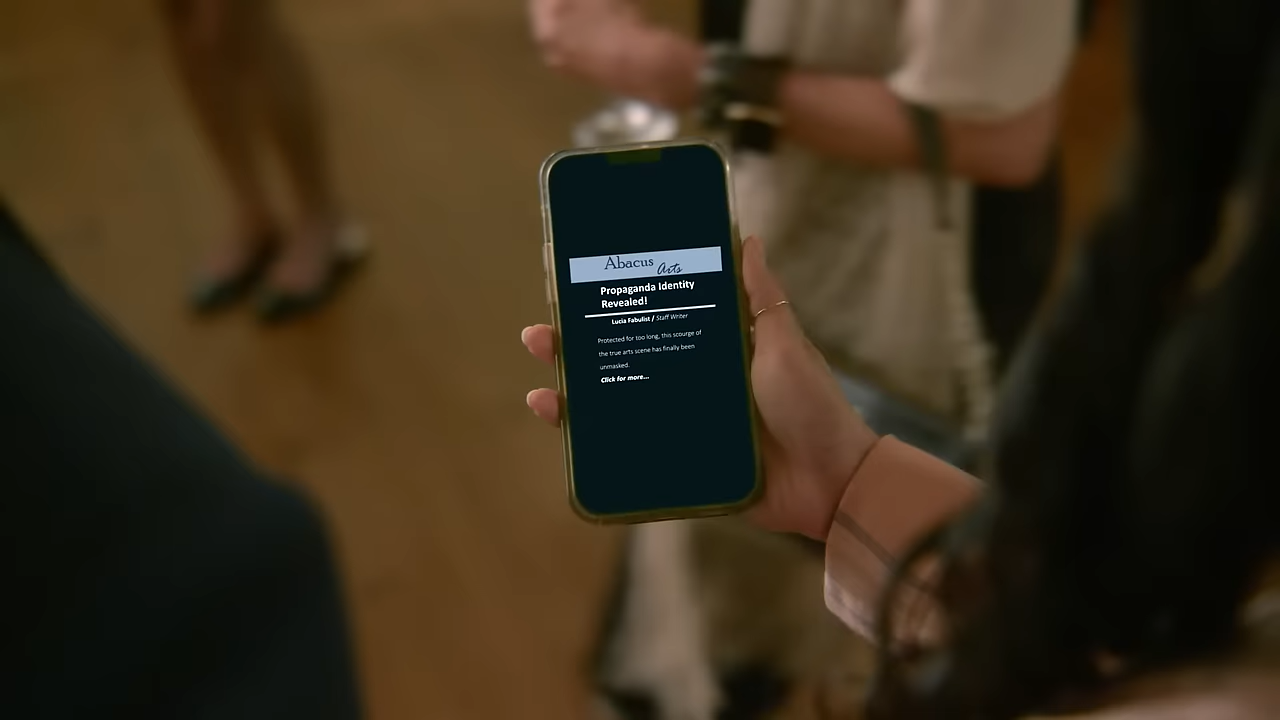 Abacus
Arts
Propaganda Identity
Revealed!
Lucia Fabulist / Staff Writer
Protected for too long, this scourge of
the true arts scene has finally been
unmasked.
Click for more...